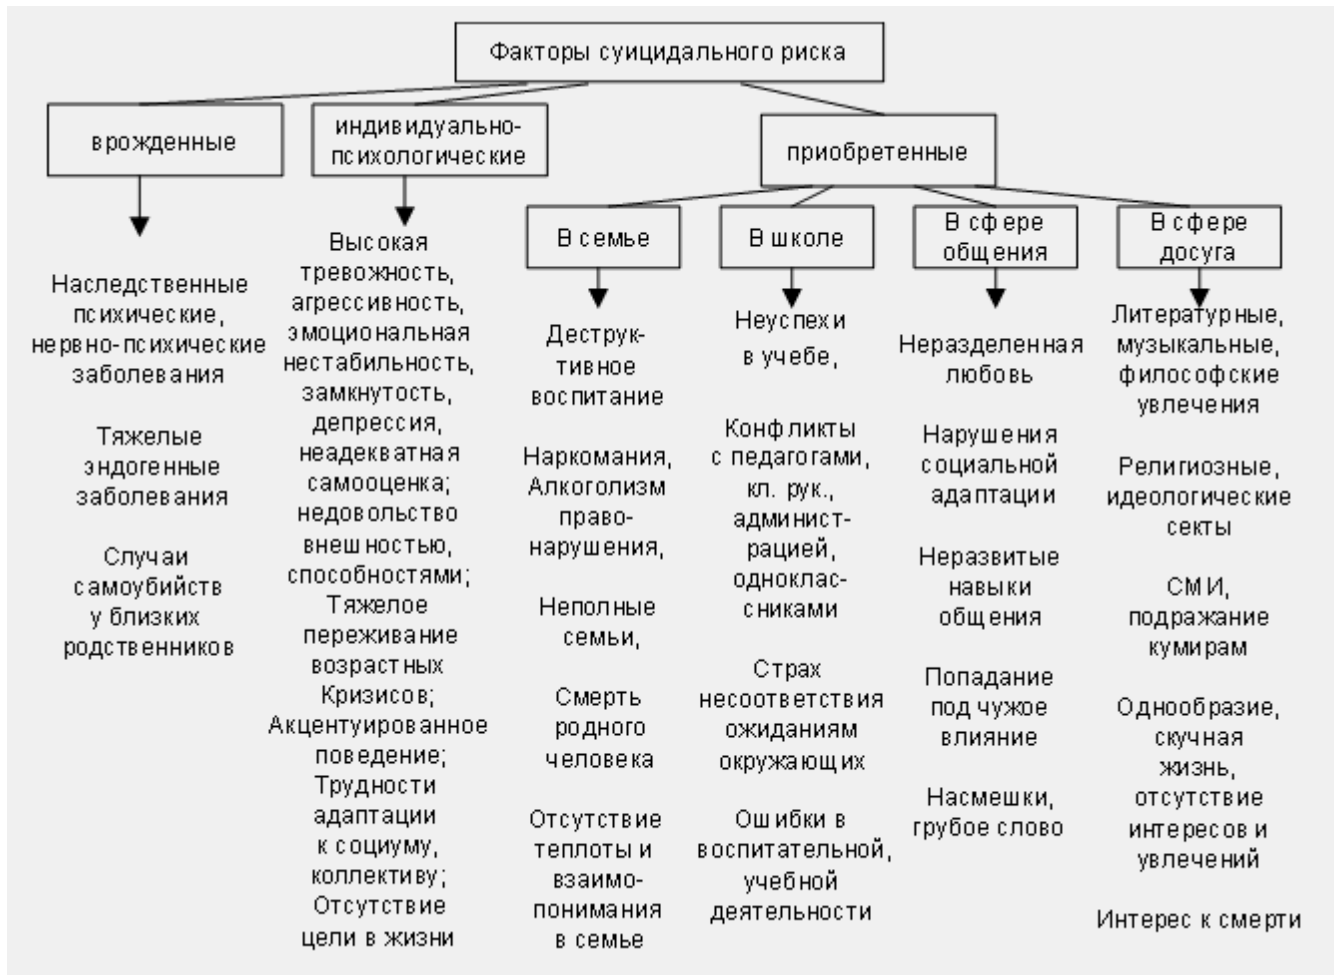 Факторы суицидального риска
врожденные
индивидуально-
психологические
приобретенные
В семье
В школе
В сфере
общения
В сфере
досуга
Наследственные
психические,
нервно-психические
заболевания
Тяжелые
эндогенные
заболевания
Случаи
самоубийств
у близких
родственников
Высокая
тревожность,
агрессивность,
эмоциональная
нестабильность,
замкнутость,
депрессия,
неадекватная
самооценка;
недовольство
внешностью,
способностями;
Тяжелое
переживание
возрастных
Кризисов;
Акцентуированное
поведение;
Трудности
адаптации
к социуму,
коллективу;
Отсутствие
цели в жизни
Деструк-
тивное
воспитание
Наркомания,
Алкоголизм
право-
нарушения,
Неполные
семьи,
Смерть
родного
человека
Отсутствие
теплоты и
взаимо-
понимания
в семье
Неуспехи
в учебе,
Конфликты
с педагогами,
кл. рук.,
админист-
рацией,
одноклас-
сниками
Страх
несоответствия
ожиданиям
окружающих
Ошибки в
воспитательной,
учебной
деятельности
Неразделенная
любовь
Нарушения
социальной
адаптации
Неразвитые
навыки
общения
Попадание
под чужое
влияние
Насмешки,
грубое слово
Литературные,
музыкальные,
философские
увлечения
Религиозные,
идеологические
секты
СМИ,
подражание
кумирам
Однообразие,
скучная
жизнь,
отсутствие
интересов и
увлечений
Интерес к смерти